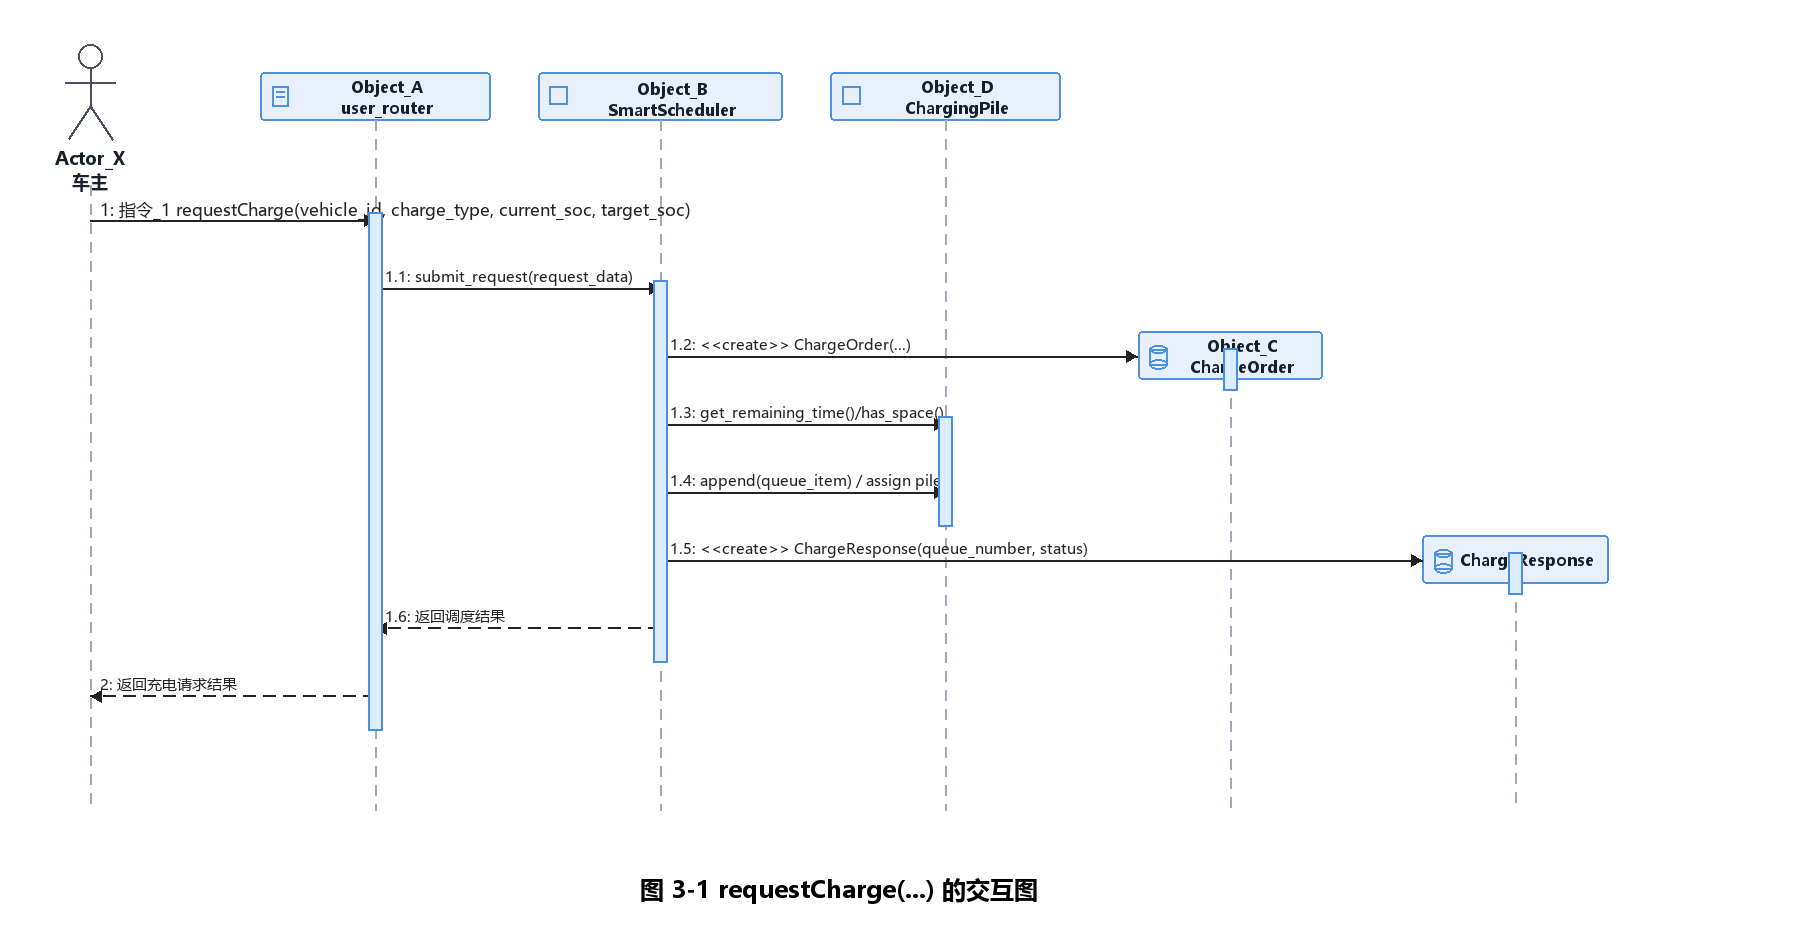 Actor_X
车主
Object_A
user_router
Object_B
SmartScheduler
Object_D
ChargingPile
1: 指令_1 requestCharge(vehicle_id, charge_type, current_soc, target_soc)
1.1: submit_request(request_data)
1.2: <<create>> ChargeOrder(...)
Object_C
ChargeOrder
1.3: get_remaining_time()/has_space()
1.4: append(queue_item) / assign pile
1.5: <<create>> ChargeResponse(queue_number, status)
ChargeResponse
1.6: 返回调度结果
2: 返回充电请求结果
图 3-1 requestCharge(...) 的交互图